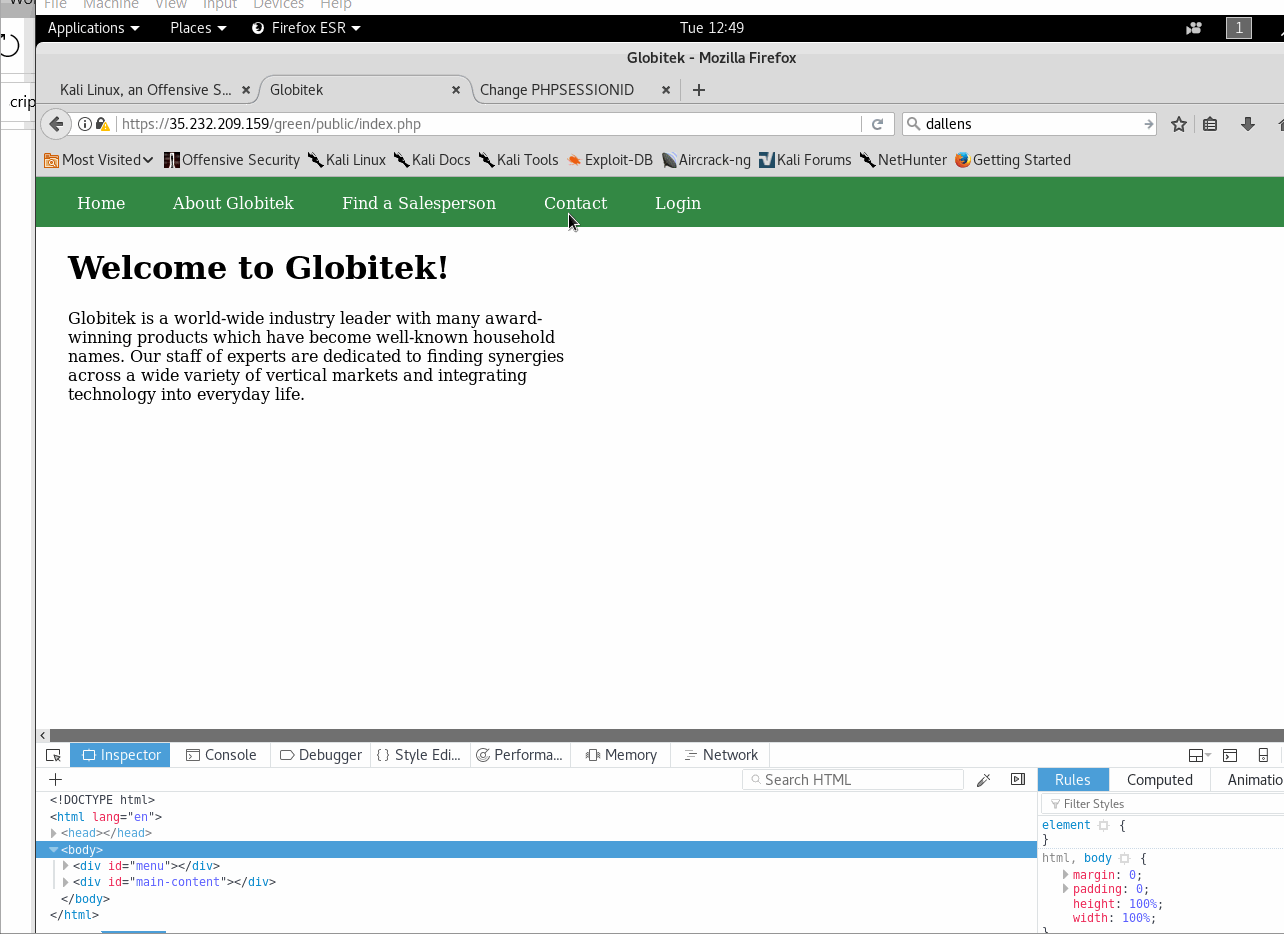 File Machine View Input Devices Help
Applications Places Firefox ESR Tue 12:49 1
Globitek - Mozilla Firefox
Kali Linux, an Offensive S... × Globitek × Change PHPSESSIONID ×
https://35.232.209.159/green/public/index.php dallens
crip
Most Visited Offensive Security Kali Linux Kali Docs Kali Tools Exploit-DB Aircrack-ng Kali Forums NetHunter Getting Started
Home About Globitek Find a Salesperson Contact Login
Welcome to Globitek!
Globitek is a world-wide industry leader with many award-
winning products which have become well-known household
names. Our staff of experts are dedicated to finding synergies
across a wide variety of vertical markets and integrating
technology into everyday life.
Inspector Console Debugger { } Style Edi... Performa... Memory Network
Search HTML Rules Computed Animatio
<!DOCTYPE html>
<html lang="en">
<head></head>
<body>
<div id="menu"></div>
<div id="main-content"></div>
</body>
</html>
Filter Styles
element {
}
html, body {
margin: 0;
padding: 0;
height: 100%;
width: 100%;
}